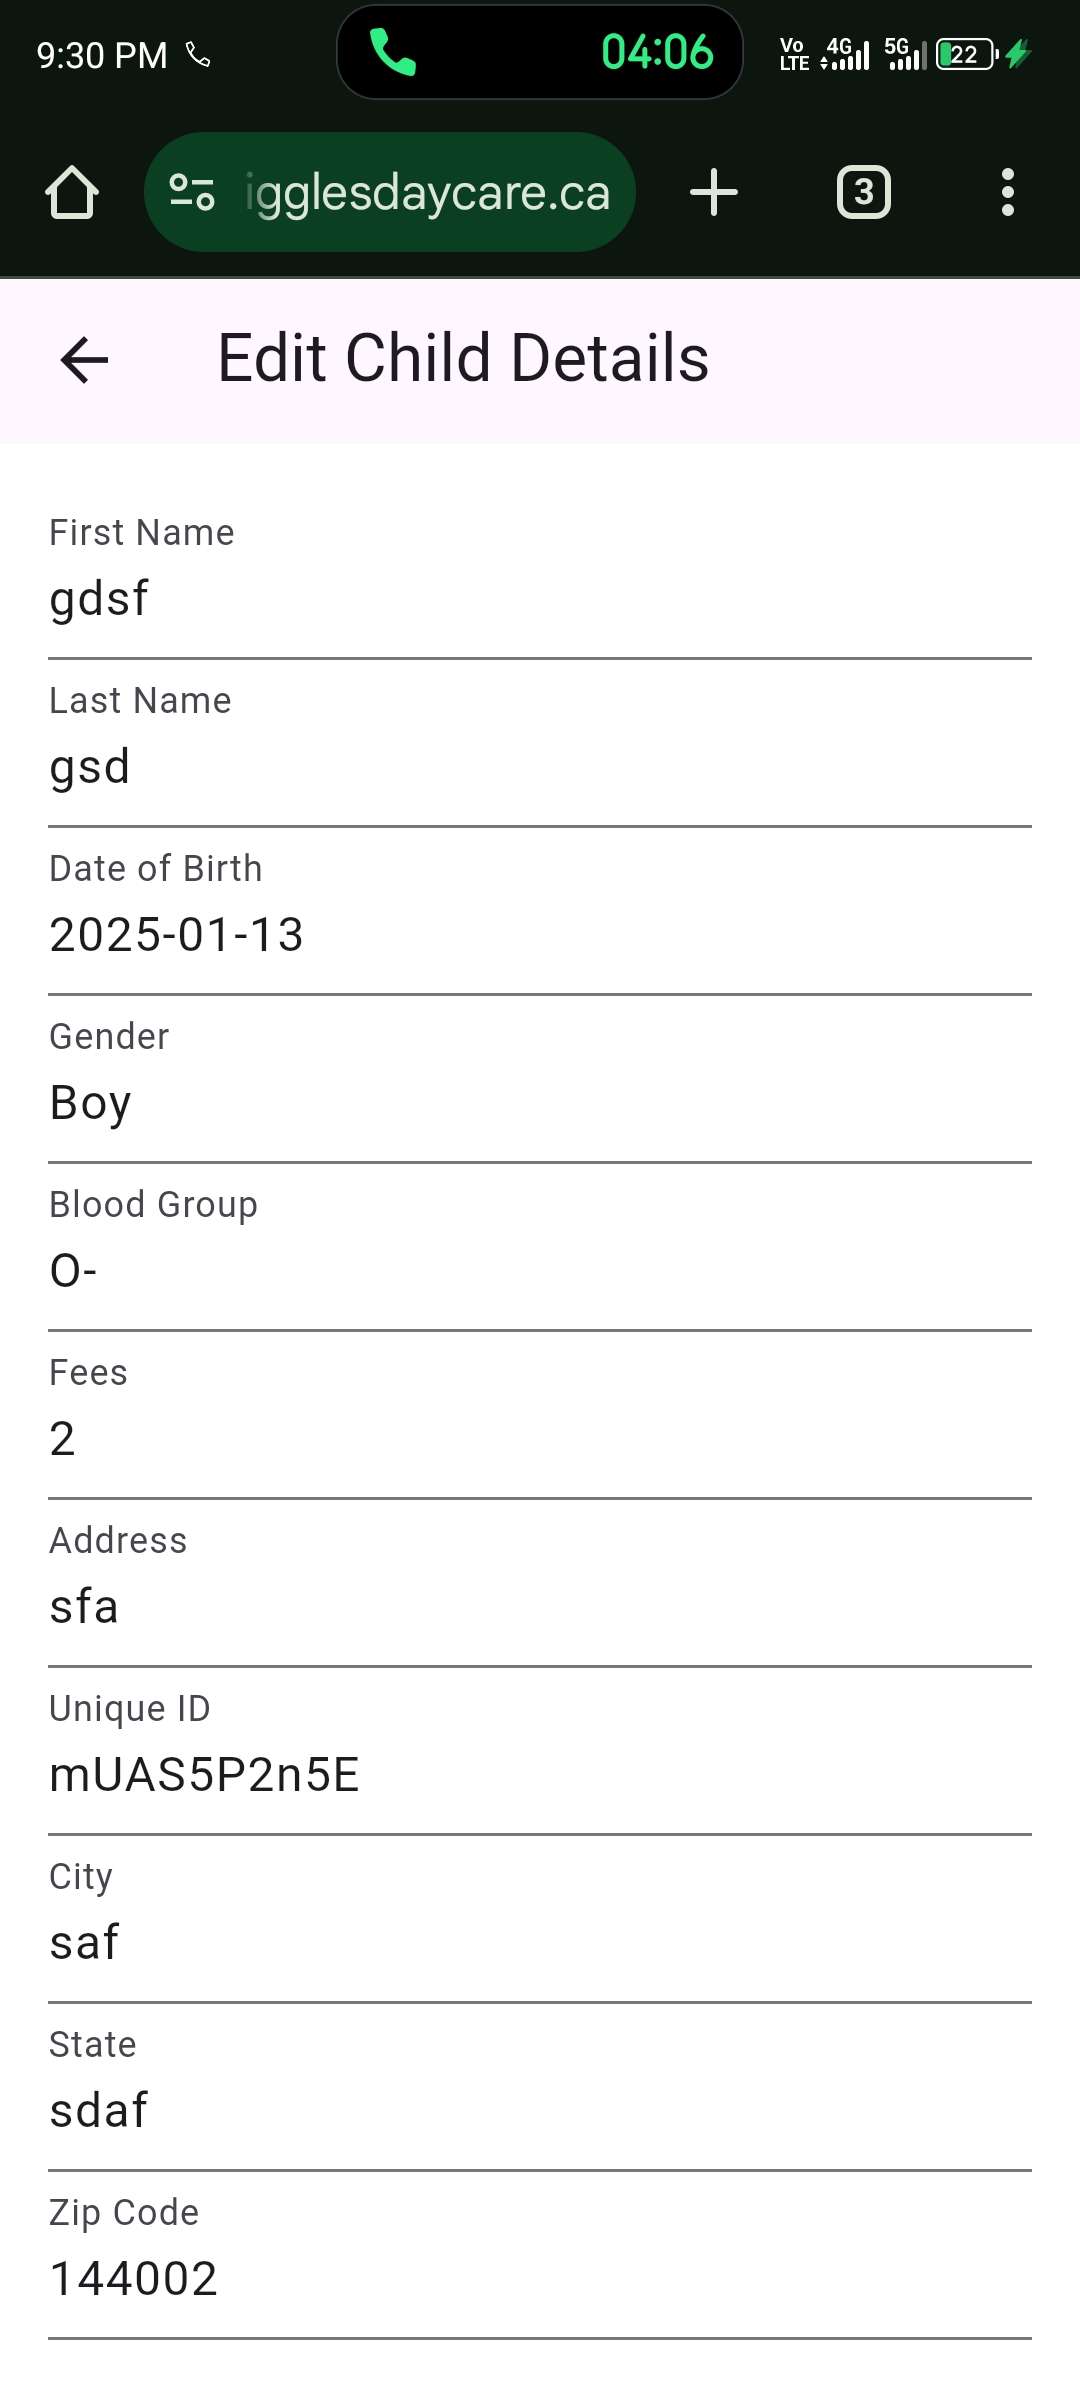 9:30 PM
04:06
Vo LTE 4G 5G 22
igglesdaycare.ca
3
Edit Child Details
First Name
gdsf
Last Name
gsd
Date of Birth
2025-01-13
Gender
Boy
Blood Group
O-
Fees
2
Address
sfa
Unique ID
mUAS5P2n5E
City
saf
State
sdaf
Zip Code
144002